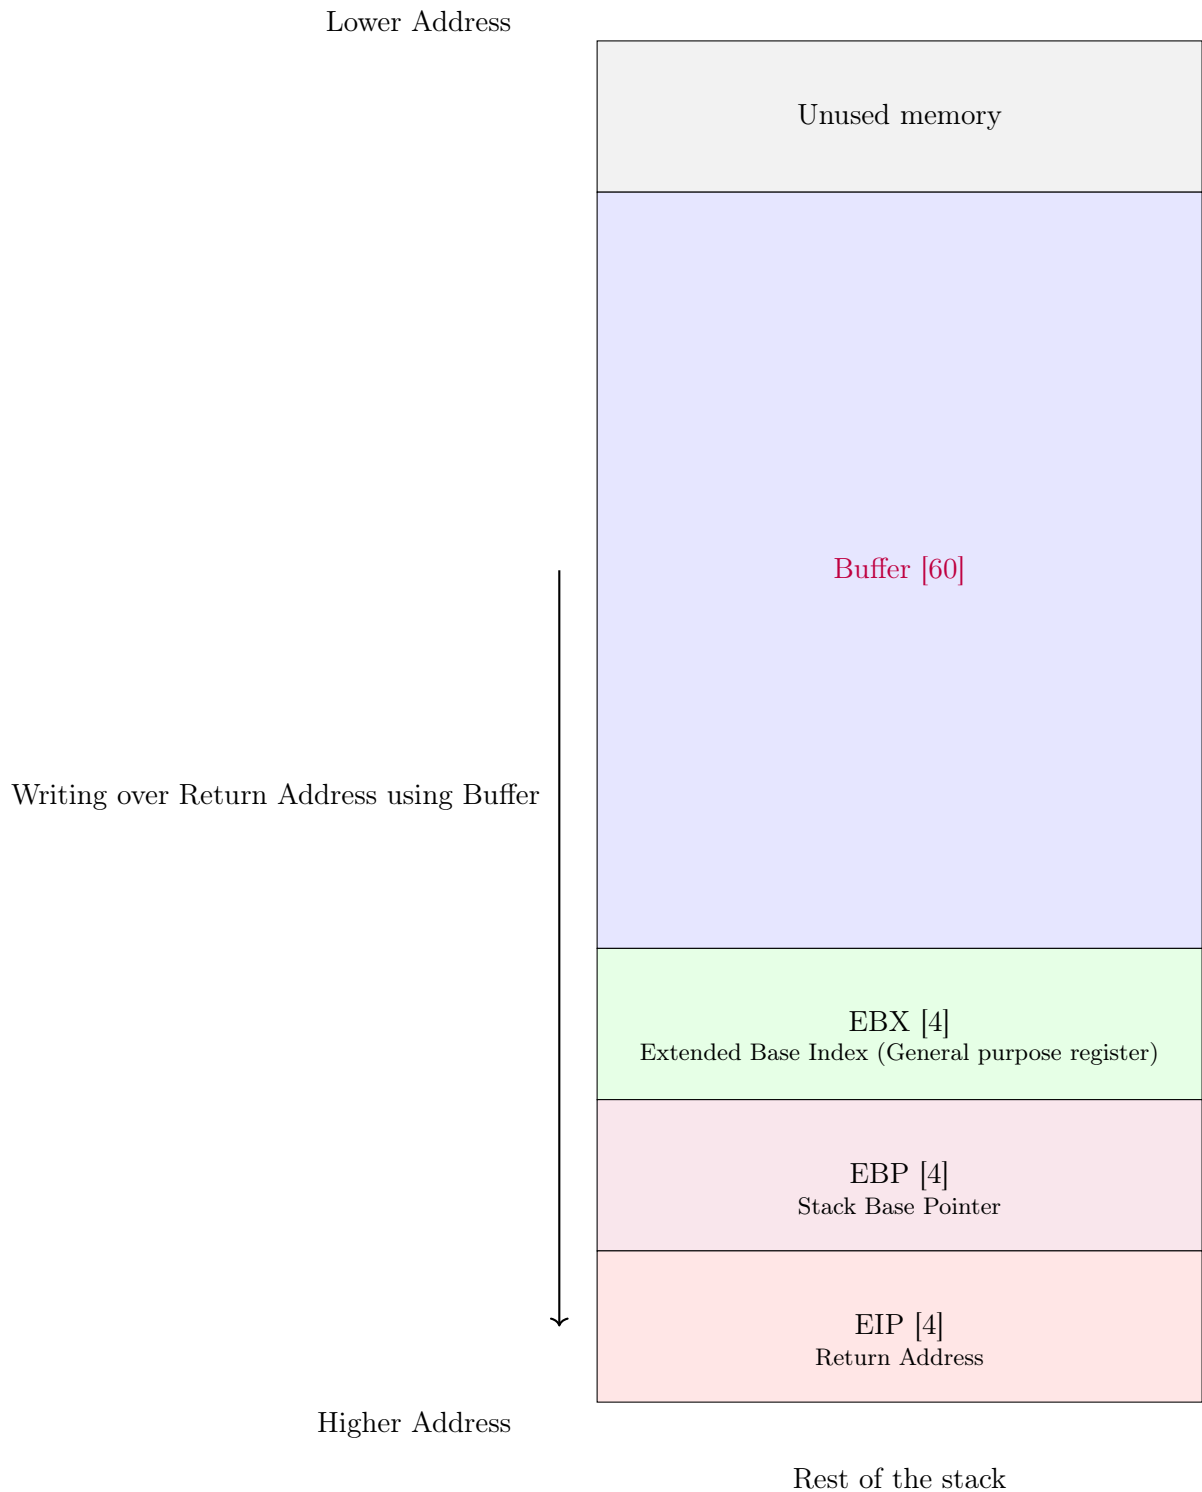 Lower Address
Unused memory
Buffer [60]
Writing over Return Address using Buffer
EBX [4]
Extended Base Index (General purpose register)
EBP [4]
Stack Base Pointer
EIP [4]
Return Address
Higher Address
Rest of the stack